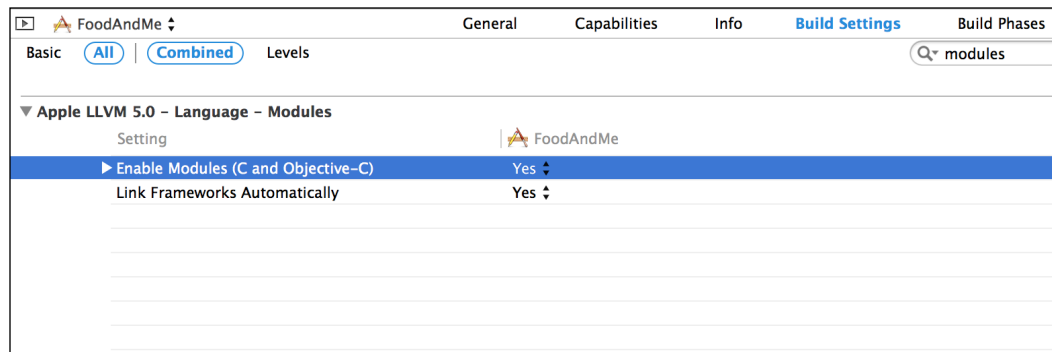 FoodAndMe General Capabilities Info Build Settings Build Phases
Basic All Combined Levels modules
Apple LLVM 5.0 – Language – Modules
Setting FoodAndMe
Enable Modules (C and Objective-C) Yes
Link Frameworks Automatically Yes